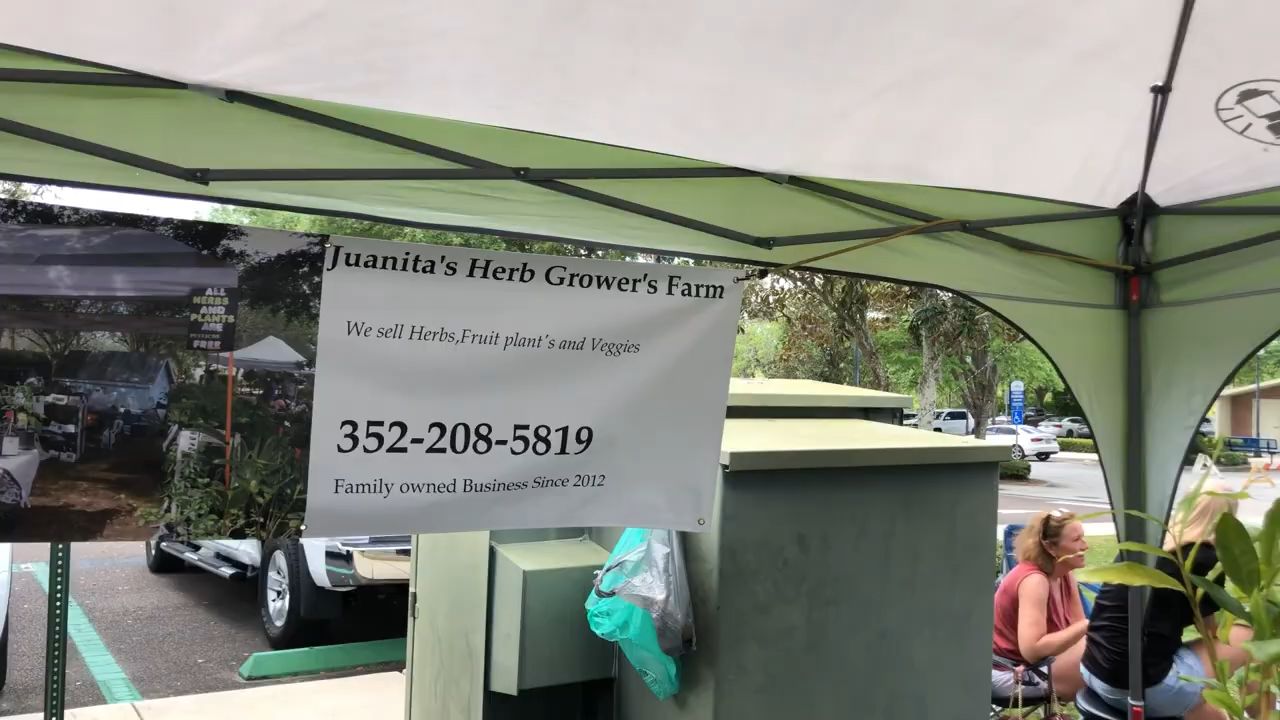 ALL
HERBS
AND
PLANTS
ARE
PESTICIDE
FREE
Juanita's Herb Grower's Farm
We sell Herbs,Fruit plant's and Veggies
352-208-5819
Family owned Business Since 2012